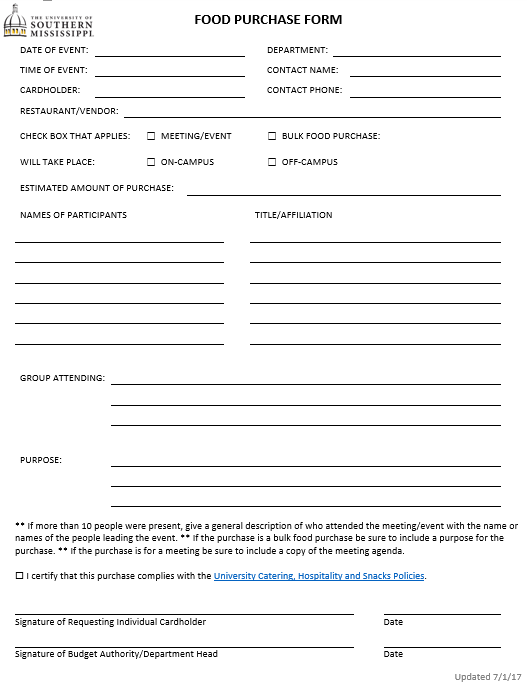 THE UNIVERSITY OF
SOUTHERN
MISSISSIPPI
FOOD PURCHASE FORM
DATE OF EVENT: DEPARTMENT:
TIME OF EVENT: CONTACT NAME:
CARDHOLDER: CONTACT PHONE:
RESTAURANT/VENDOR:
CHECK BOX THAT APPLIES: ☐ MEETING/EVENT ☐ BULK FOOD PURCHASE:
WILL TAKE PLACE: ☐ ON-CAMPUS ☐ OFF-CAMPUS
ESTIMATED AMOUNT OF PURCHASE:
NAMES OF PARTICIPANTS TITLE/AFFILIATION
GROUP ATTENDING:
PURPOSE:
** If more than 10 people were present, give a general description of who attended the meeting/event with the name or
names of the people leading the event. ** If the purchase is a bulk food purchase be sure to include a purpose for the
purchase. ** If the purchase is for a meeting be sure to include a copy of the meeting agenda.
☐ I certify that this purchase complies with the University Catering, Hospitality and Snacks Policies.
Signature of Requesting Individual Cardholder Date
Signature of Budget Authority/Department Head Date
Updated 7/1/17